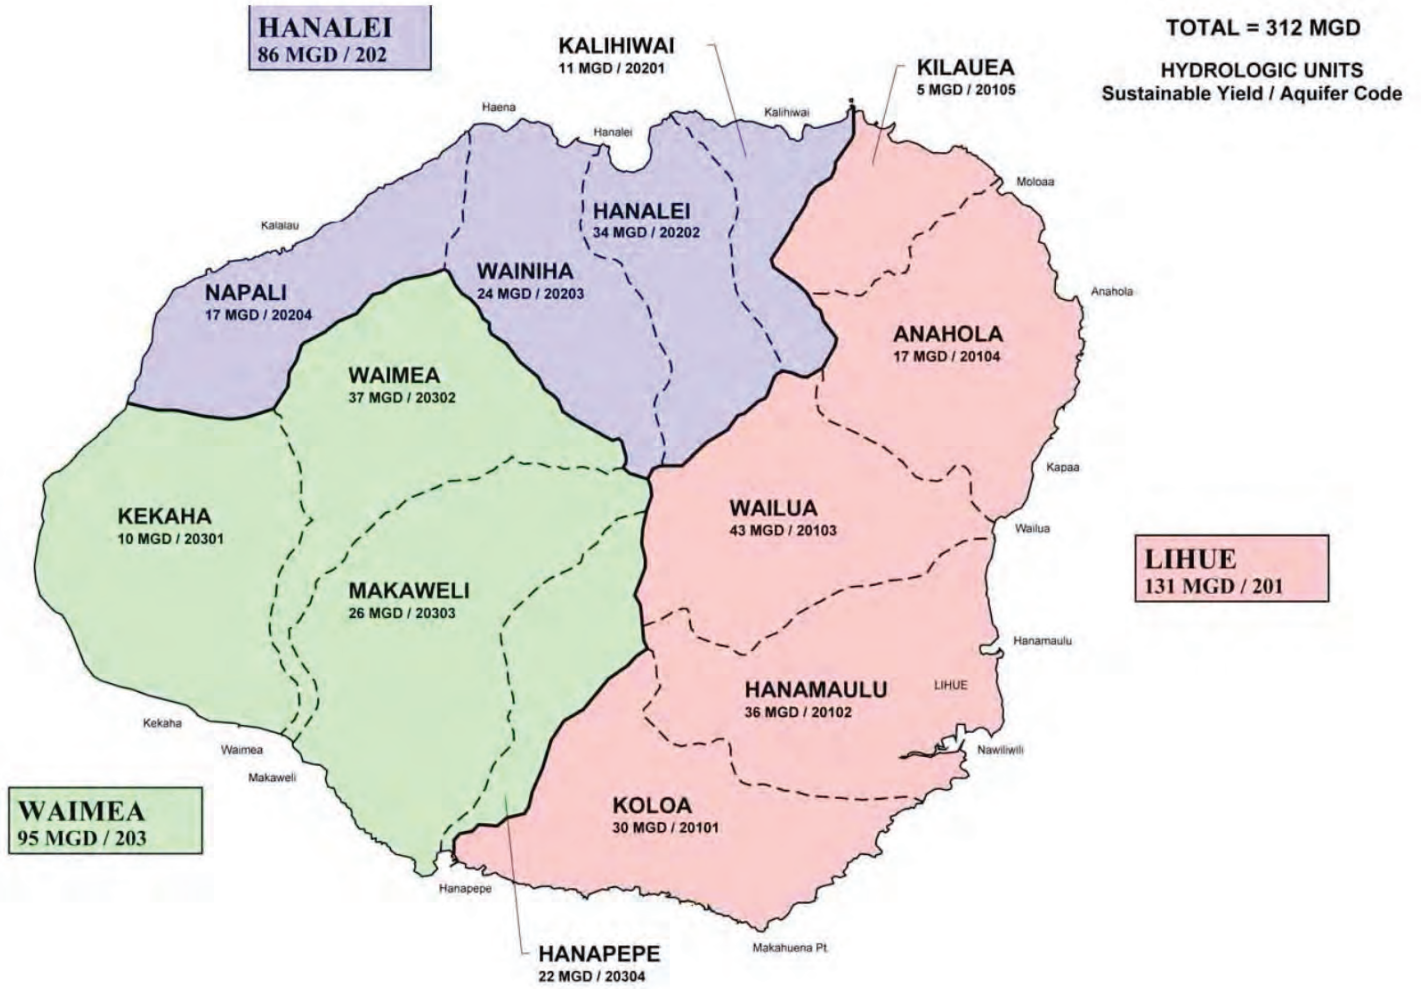 HANALEI
86 MGD / 202
TOTAL = 312 MGD
HYDROLOGIC UNITS
Sustainable Yield / Aquifer Code
KALIHIWAI
11 MGD / 20201
KILAUEA
5 MGD / 20105
Haena
Hanalei
Kalihiwai
Moloaa
Kalalau
HANALEI
34 MGD / 20202
WAINIHA
24 MGD / 20203
NAPALI
17 MGD / 20204
Anahola
ANAHOLA
17 MGD / 20104
WAIMEA
37 MGD / 20302
Kapaa
KEKAHA
10 MGD / 20301
WAILUA
43 MGD / 20103
Wailua
LIHUE
131 MGD / 201
MAKAWELI
26 MGD / 20303
Hanamaulu
HANAMAULU
36 MGD / 20102
LIHUE
Kekaha
Waimea
Makaweli
Nawiliwili
WAIMEA
95 MGD / 203
KOLOA
30 MGD / 20101
Hanapepe
Makahuena Pt.
HANAPEPE
22 MGD / 20304